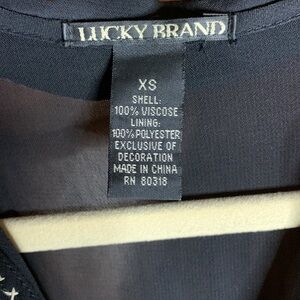 LUCKY BRAND
XS
SHELL:
100% VISCOSE
LINING:
100% POLYESTER
EXCLUSIVE OF
DECORATION
MADE IN CHINA
RN 80318